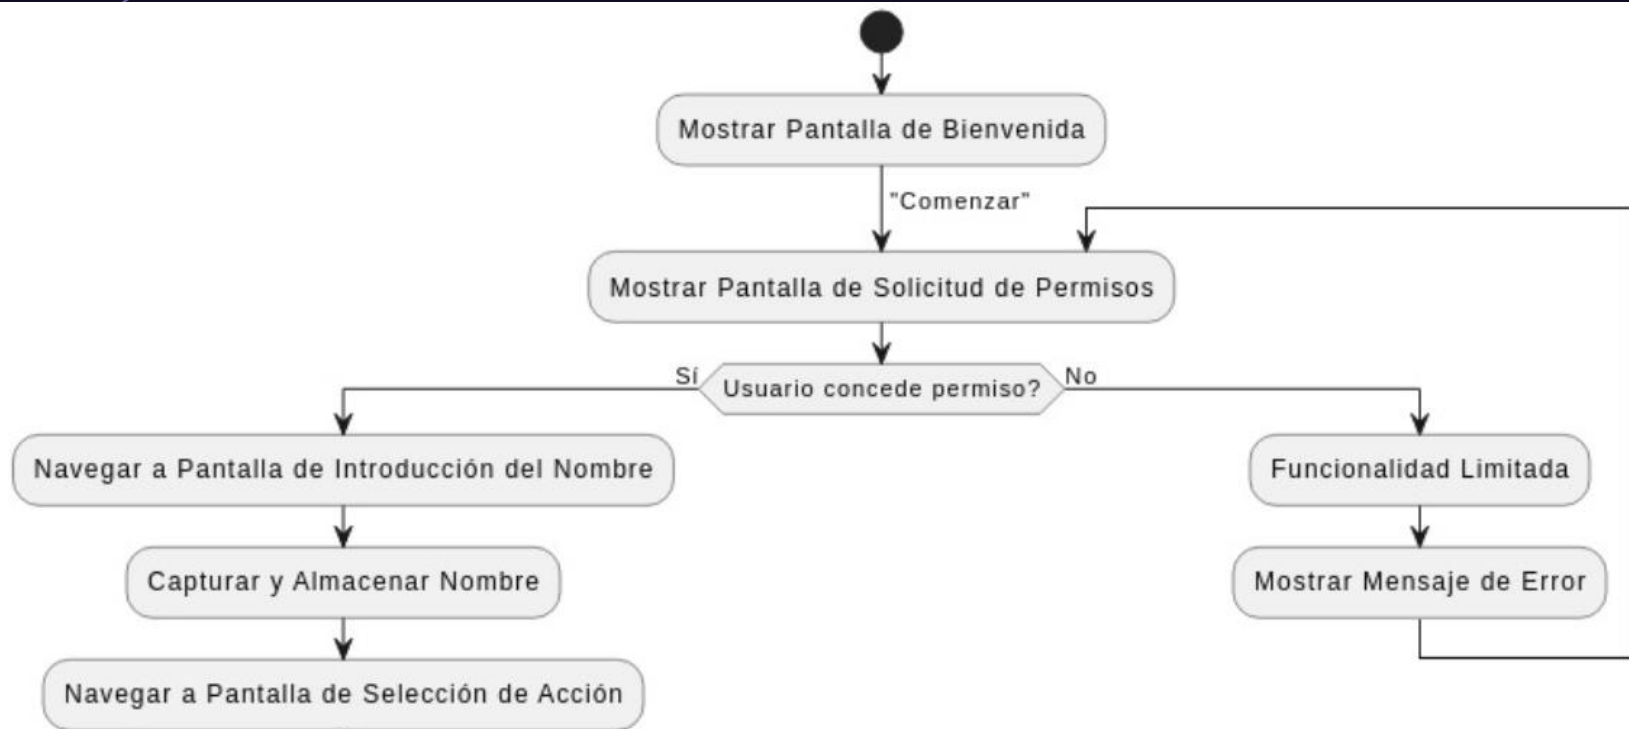 Mostrar Pantalla de Bienvenida
"Comenzar"
Mostrar Pantalla de Solicitud de Permisos
Sí
Usuario concede permiso?
No
Navegar a Pantalla de Introducción del Nombre
Funcionalidad Limitada
Capturar y Almacenar Nombre
Mostrar Mensaje de Error
Navegar a Pantalla de Selección de Acción